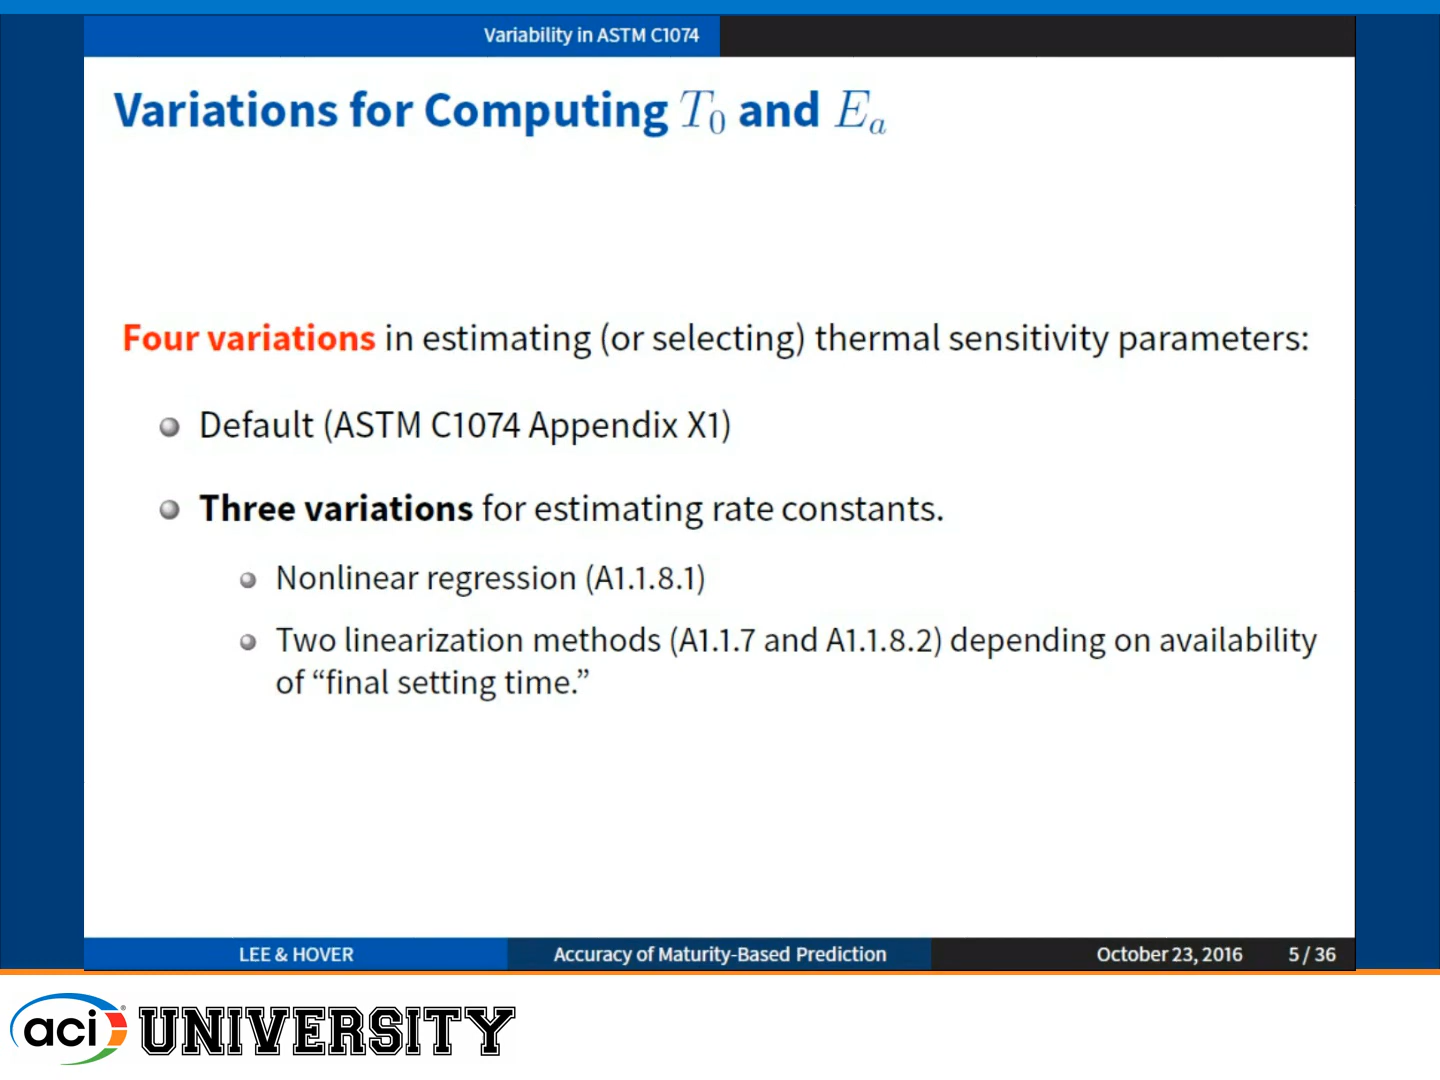 Variability in ASTM C1074
Variations for Computing T₀ and Eₐ
Four variations in estimating (or selecting) thermal sensitivity parameters:
Default (ASTM C1074 Appendix X1)
Three variations for estimating rate constants.
Nonlinear regression (A1.1.8.1)
Two linearization methods (A1.1.7 and A1.1.8.2) depending on availability
of “final setting time.”
LEE & HOVER Accuracy of Maturity-Based Prediction October 23, 2016 5 / 36
aci® UNIVERSITY